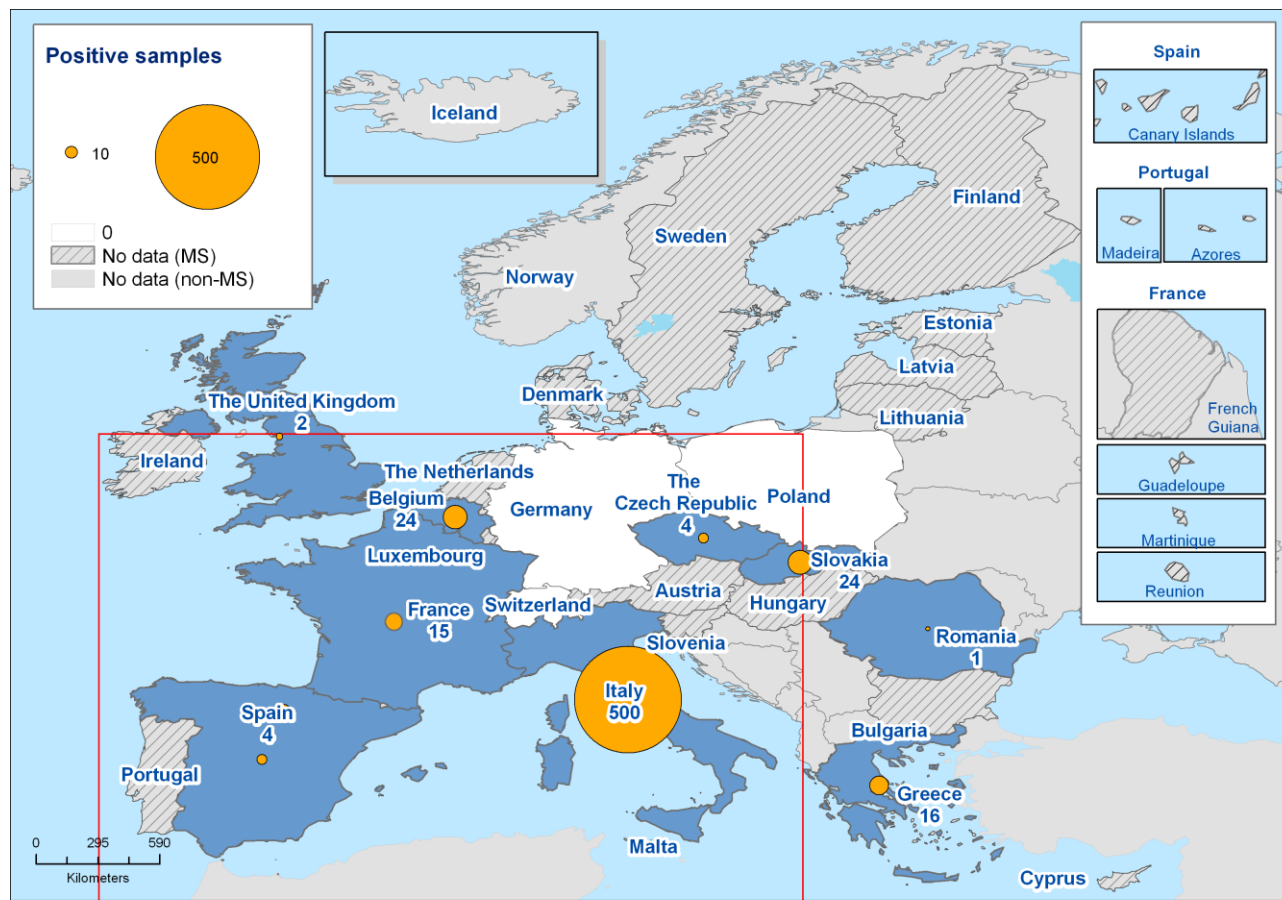 Positive samples
10
500
0
No data (MS)
No data (non-MS)
Iceland
Spain
Canary Islands
Portugal
Madeira
Azores
France
French
Guiana
Guadeloupe
Martinique
Reunion
Finland
Sweden
Norway
Estonia
Latvia
Denmark
Lithuania
The United Kingdom
2
Ireland
The Netherlands
Belgium
24
Germany
The
Czech Republic
4
Poland
Luxembourg
Slovakia
24
Austria
Hungary
Switzerland
France
15
Slovenia
Romania
1
Italy
500
Spain
4
Bulgaria
Portugal
Greece
16
Malta
Cyprus
0
295
590
Kilometers